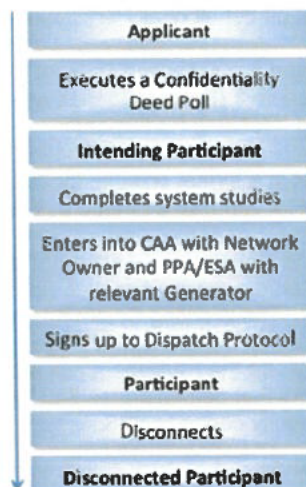 Applicant
Executes a Confidentiality
Deed Poll
Intending Participant
Completes system studies
Enters into CAA with Network
Owner and PPA/ESA with
relevant Generator
Signs up to Dispatch Protocol
Participant
Disconnects
Disconnected Participant